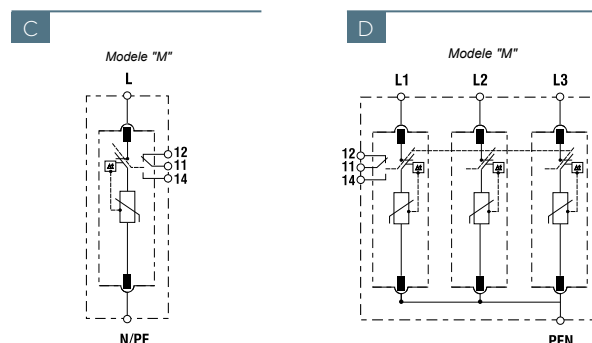 C
Modele "M"
L
12
11
14
N/PE
D
Modele "M"
L1 L2 L3
12
11
14
PEN